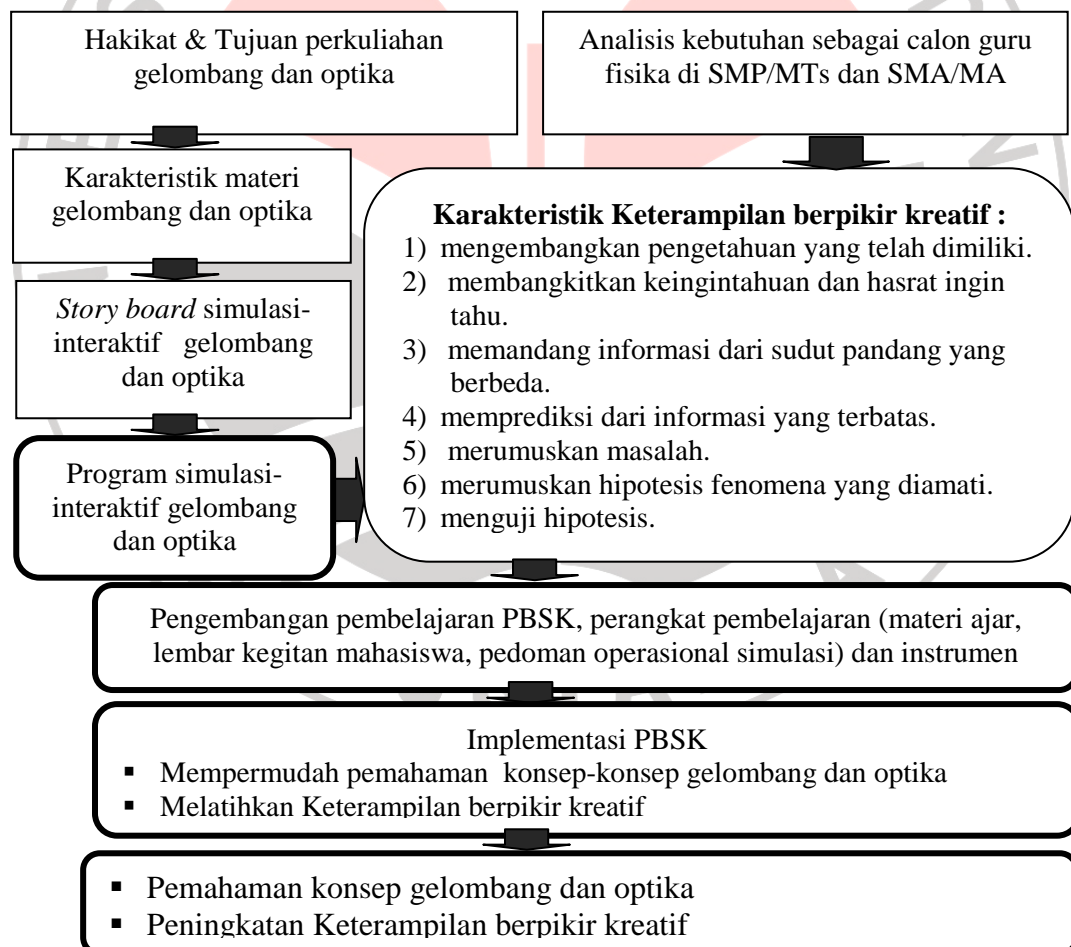 Hakikat & Tujuan perkuliahan
gelombang dan optika
Analisis kebutuhan sebagai calon guru
fisika di SMP/MTs dan SMA/MA
Karakteristik materi
gelombang dan optika
Story board simulasi-
interaktif gelombang
dan optika
Program simulasi-
interaktif gelombang
dan optika
Karakteristik Keterampilan berpikir kreatif :
1) mengembangkan pengetahuan yang telah dimiliki.
2) membangkitkan keingintahuan dan hasrat ingin
tahu.
3) memandang informasi dari sudut pandang yang
berbeda.
4) memprediksi dari informasi yang terbatas.
5) merumuskan masalah.
6) merumuskan hipotesis fenomena yang diamati.
7) menguji hipotesis.
Pengembangan pembelajaran PBSK, perangkat pembelajaran (materi ajar,
lembar kegitan mahasiswa, pedoman operasional simulasi) dan instrumen
Implementasi PBSK
▪ Mempermudah pemahaman konsep-konsep gelombang dan optika
▪ Melatihkan Keterampilan berpikir kreatif
▪ Pemahaman konsep gelombang dan optika
▪ Peningkatan Keterampilan berpikir kreatif